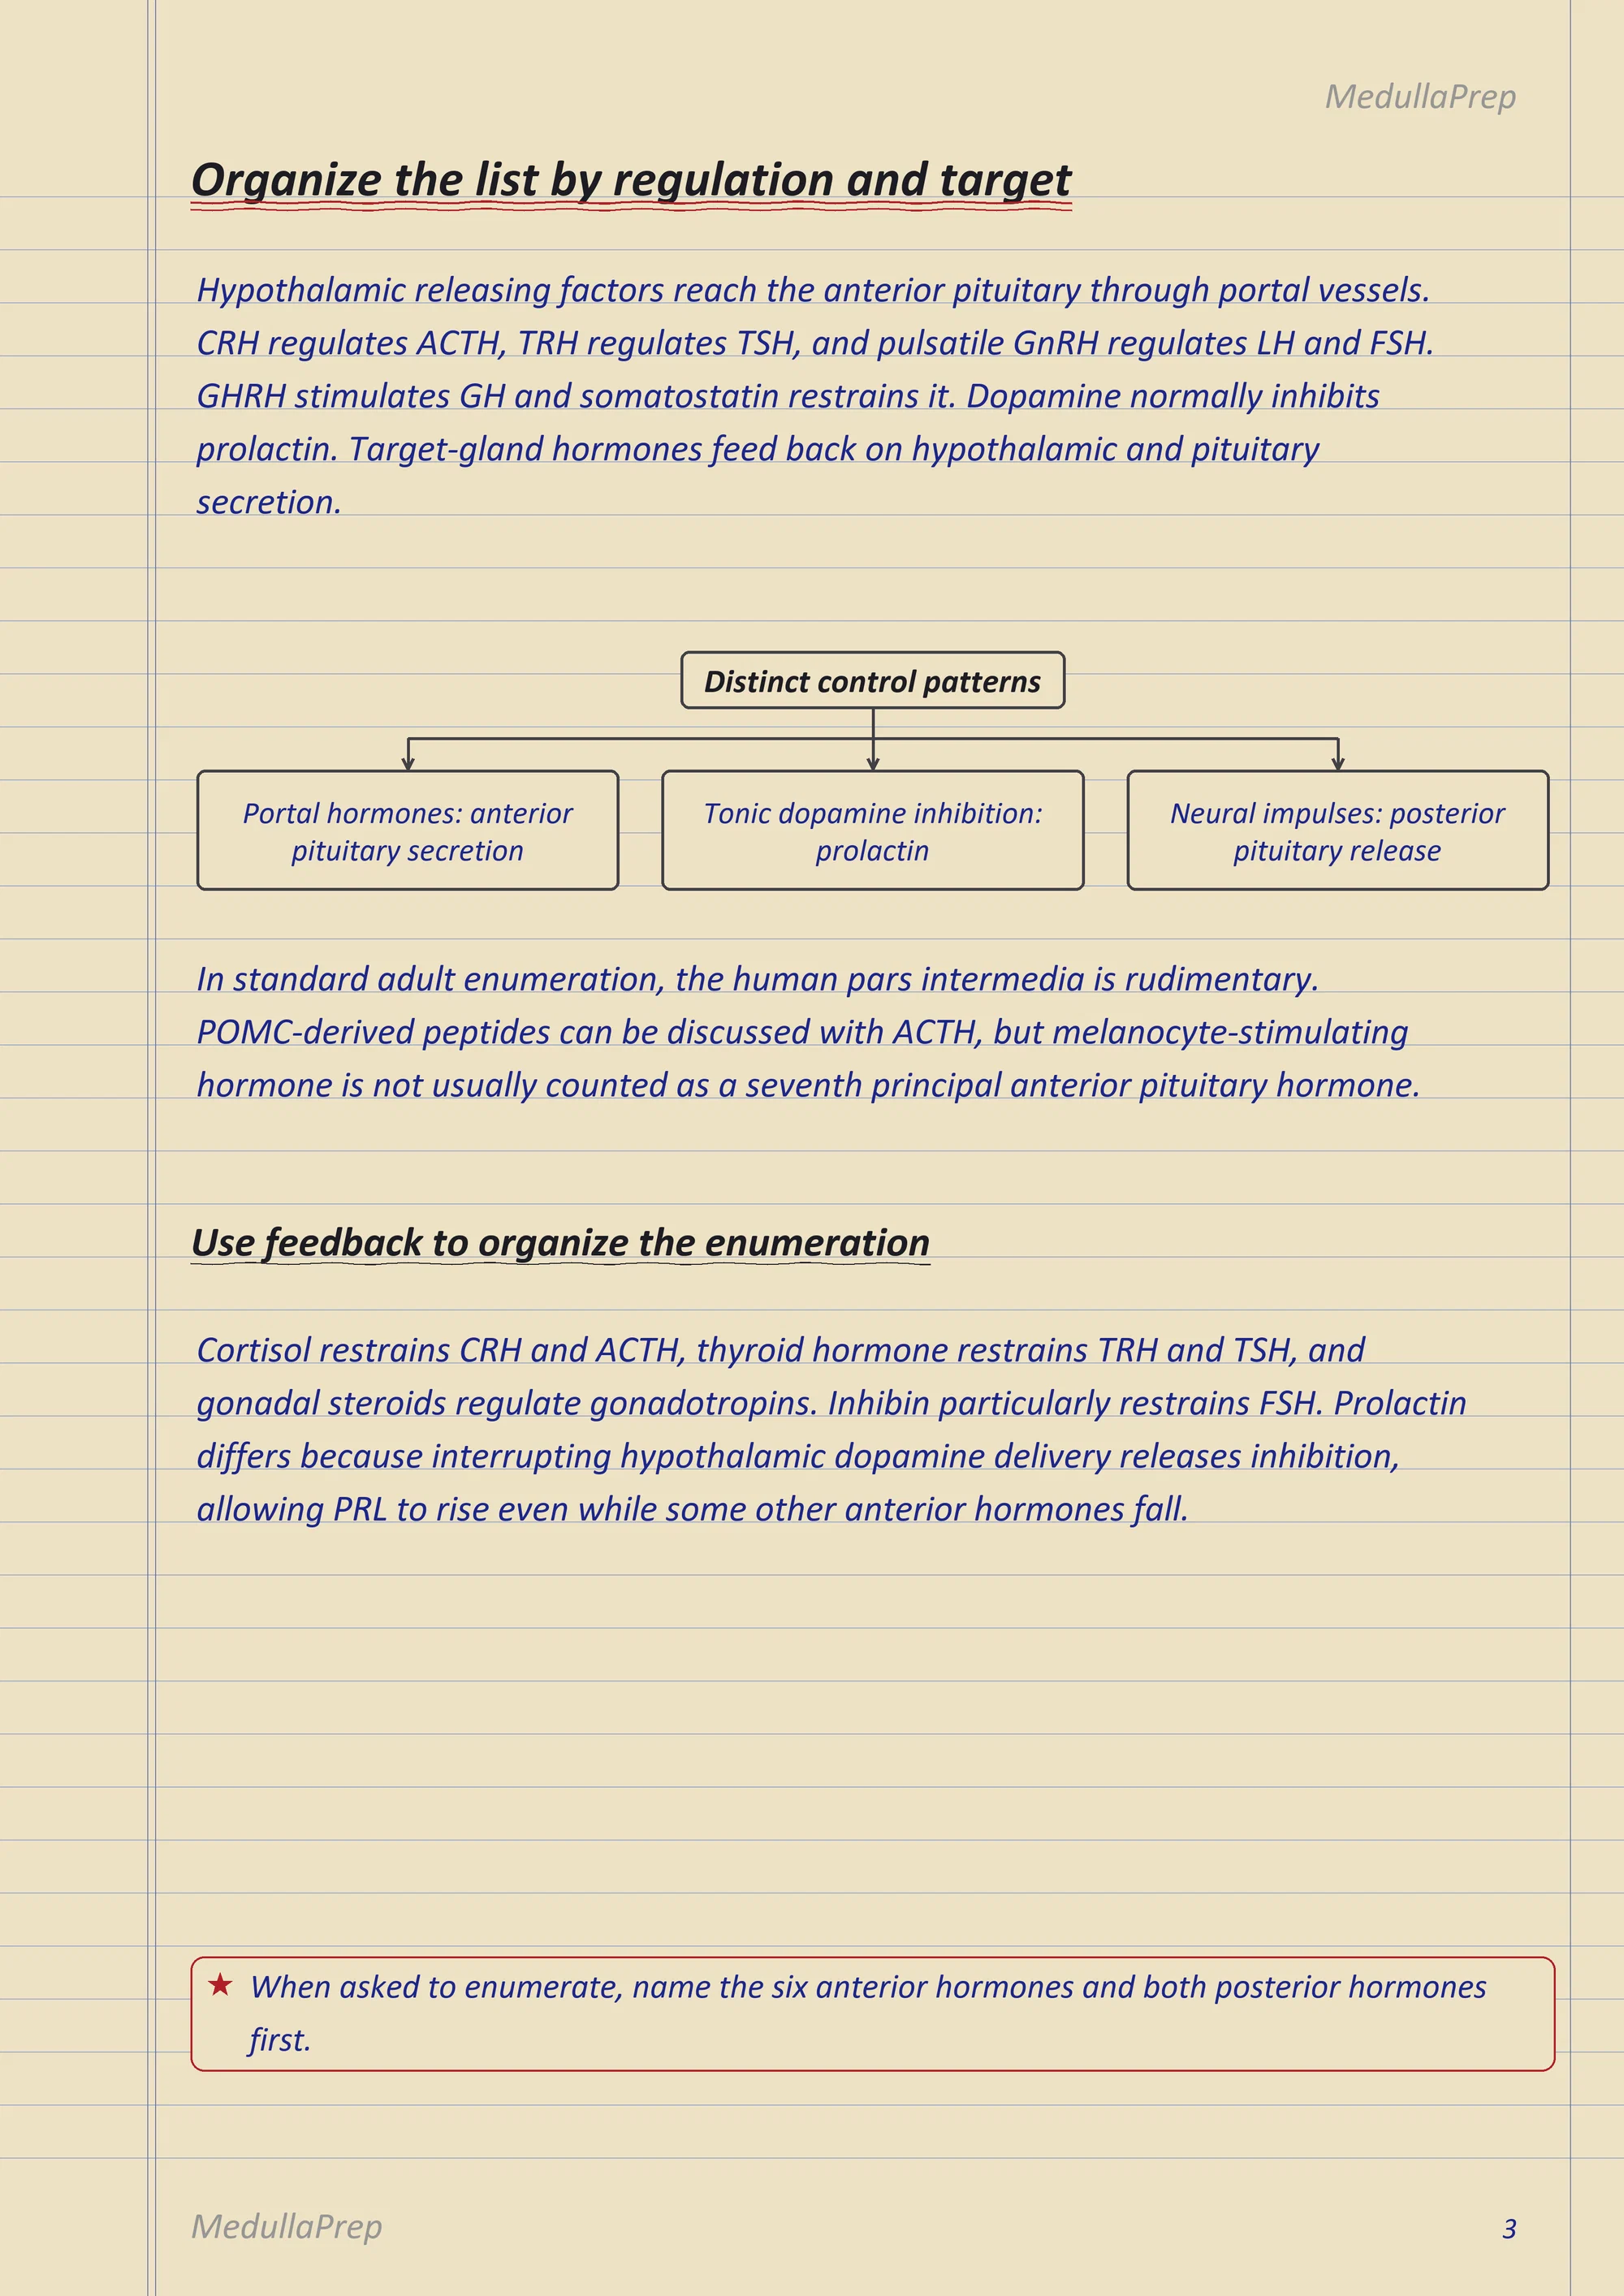 MedullaPrep
Organize the list by regulation and target
Hypothalamic releasing factors reach the anterior pituitary through portal vessels.
CRH regulates ACTH, TRH regulates TSH, and pulsatile GnRH regulates LH and FSH.
GHRH stimulates GH and somatostatin restrains it. Dopamine normally inhibits
prolactin. Target-gland hormones feed back on hypothalamic and pituitary
secretion.
Distinct control patterns
Portal hormones: anterior
pituitary secretion
Tonic dopamine inhibition:
prolactin
Neural impulses: posterior
pituitary release
In standard adult enumeration, the human pars intermedia is rudimentary.
POMC-derived peptides can be discussed with ACTH, but melanocyte-stimulating
hormone is not usually counted as a seventh principal anterior pituitary hormone.
Use feedback to organize the enumeration
Cortisol restrains CRH and ACTH, thyroid hormone restrains TRH and TSH, and
gonadal steroids regulate gonadotropins. Inhibin particularly restrains FSH. Prolactin
differs because interrupting hypothalamic dopamine delivery releases inhibition,
allowing PRL to rise even while some other anterior hormones fall.
★ When asked to enumerate, name the six anterior hormones and both posterior hormones
first.
MedullaPrep
3